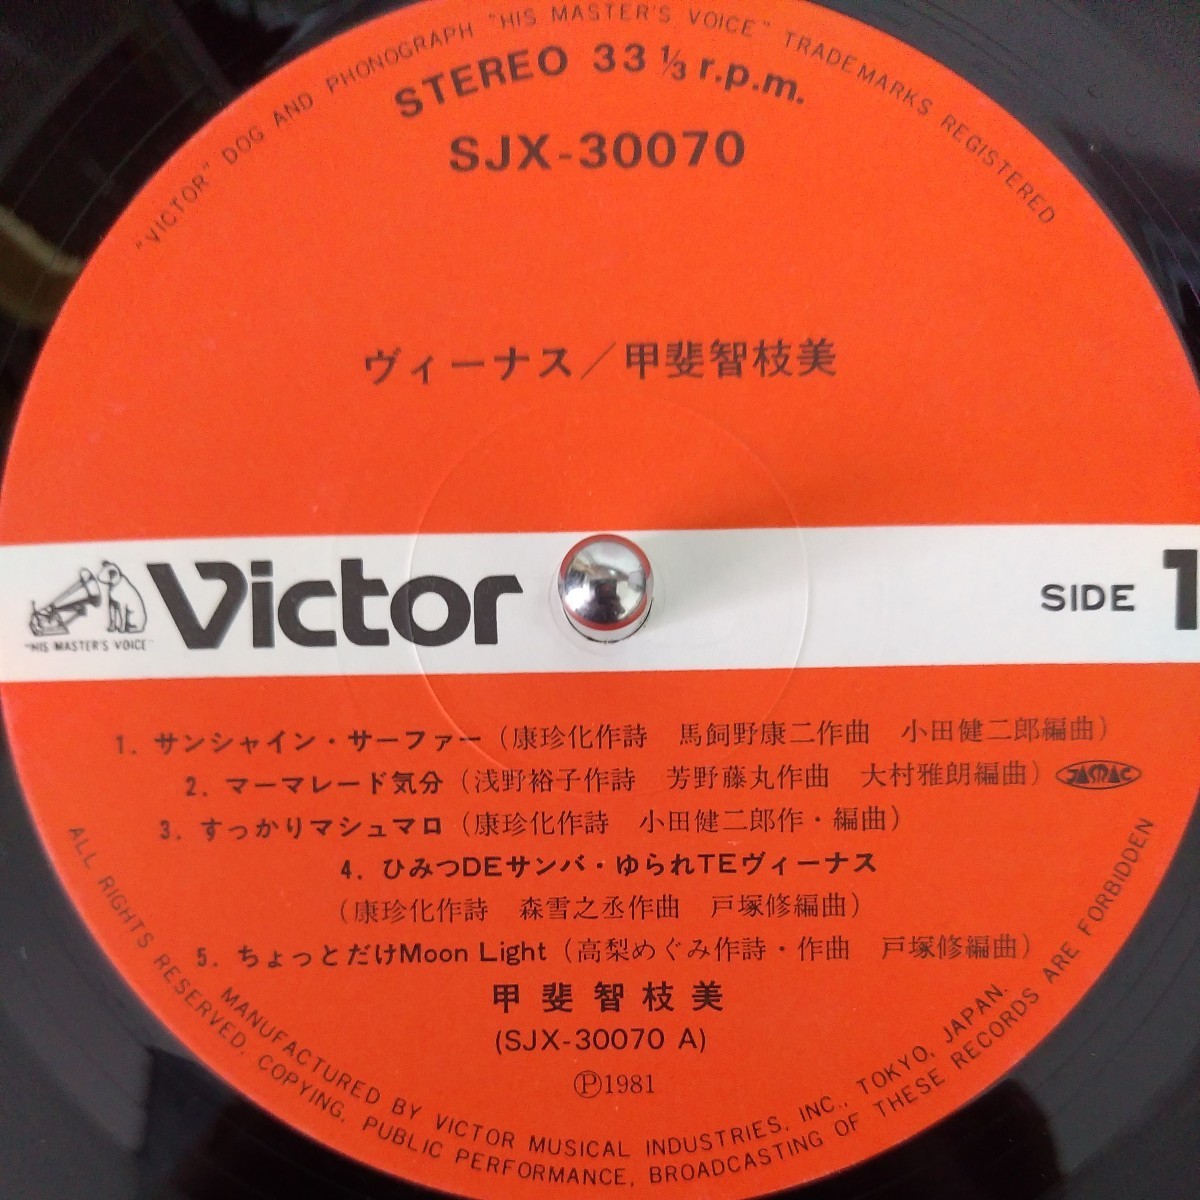 "VICTOR" DOG AND PHONOGRAPH "HIS MASTER'S VOICE" TRADEMARKS REGISTERED
STEREO 33 1/3 r.p.m.
SJX-30070
ヴィーナス／甲斐智枝美
"HIS MASTER'S VOICE"
Victor
SIDE 1
1. サンシャイン・サーファー（康珍化作詩 馬飼野康二作曲 小田健二郎編曲）
2. マーマレード気分（浅野裕子作詩 芳野藤丸作曲 大村雅朗編曲）JASRAC
3. すっかりマシュマロ（康珍化作詩 小田健二郎作・編曲）
4. ひみつDEサンバ・ゆられTEヴィーナス
（康珍化作詩 森雪之丞作曲 戸塚修編曲）
5. ちょっとだけMoon Light（高梨めぐみ作詩・作曲 戸塚修編曲）
甲斐智枝美
(SJX-30070 A)
Ⓟ1981
MANUFACTURED BY VICTOR MUSICAL INDUSTRIES, INC., TOKYO, JAPAN.
ALL RIGHTS RESERVED. COPYING, PUBLIC PERFORMANCE, BROADCASTING OF THESE RECORDS ARE FORBIDDEN